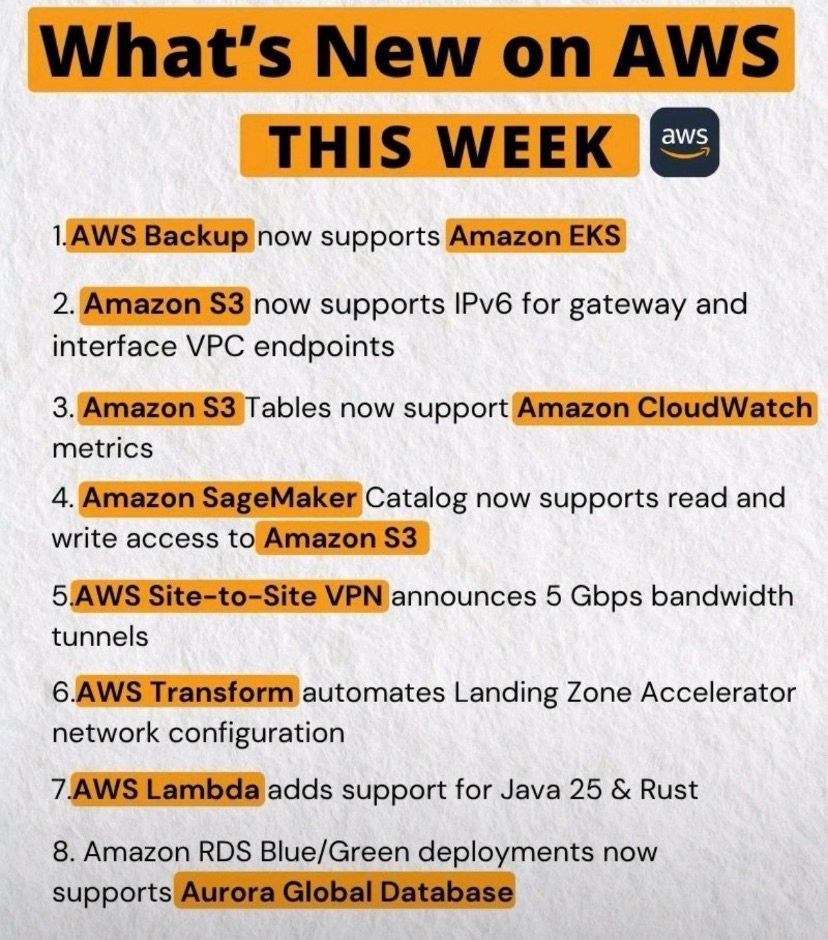 What's New on AWS
THIS WEEK
aws
1.AWS Backup now supports Amazon EKS
2. Amazon S3 now supports IPv6 for gateway and
interface VPC endpoints
3. Amazon S3 Tables now support Amazon CloudWatch
metrics
4. Amazon SageMaker Catalog now supports read and
write access to Amazon S3
5.AWS Site-to-Site VPN announces 5 Gbps bandwidth
tunnels
6.AWS Transform automates Landing Zone Accelerator
network configuration
7.AWS Lambda adds support for Java 25 & Rust
8. Amazon RDS Blue/Green deployments now
supports Aurora Global Database